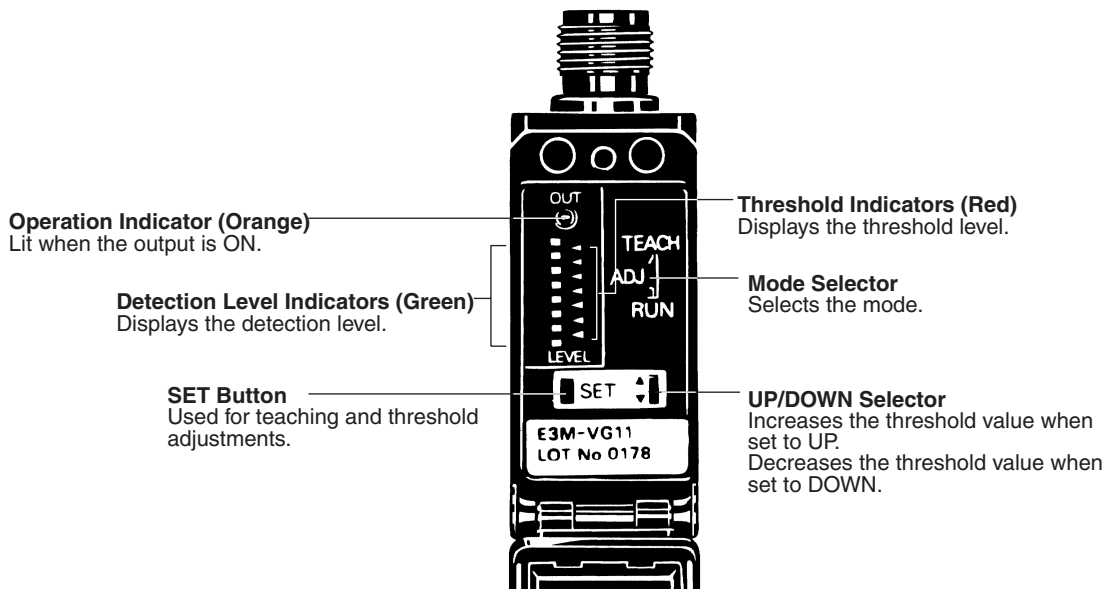 OUT
Operation Indicator (Orange)
Lit when the output is ON.
Threshold Indicators (Red)
Displays the threshold level.
TEACH
ADJ
RUN
Mode Selector
Selects the mode.
Detection Level Indicators (Green)
Displays the detection level.
LEVEL
SET Button
Used for teaching and threshold
adjustments.
SET
UP/DOWN Selector
Increases the threshold value when
set to UP.
Decreases the threshold value when
set to DOWN.
E3M-VG11
LOT No 0178